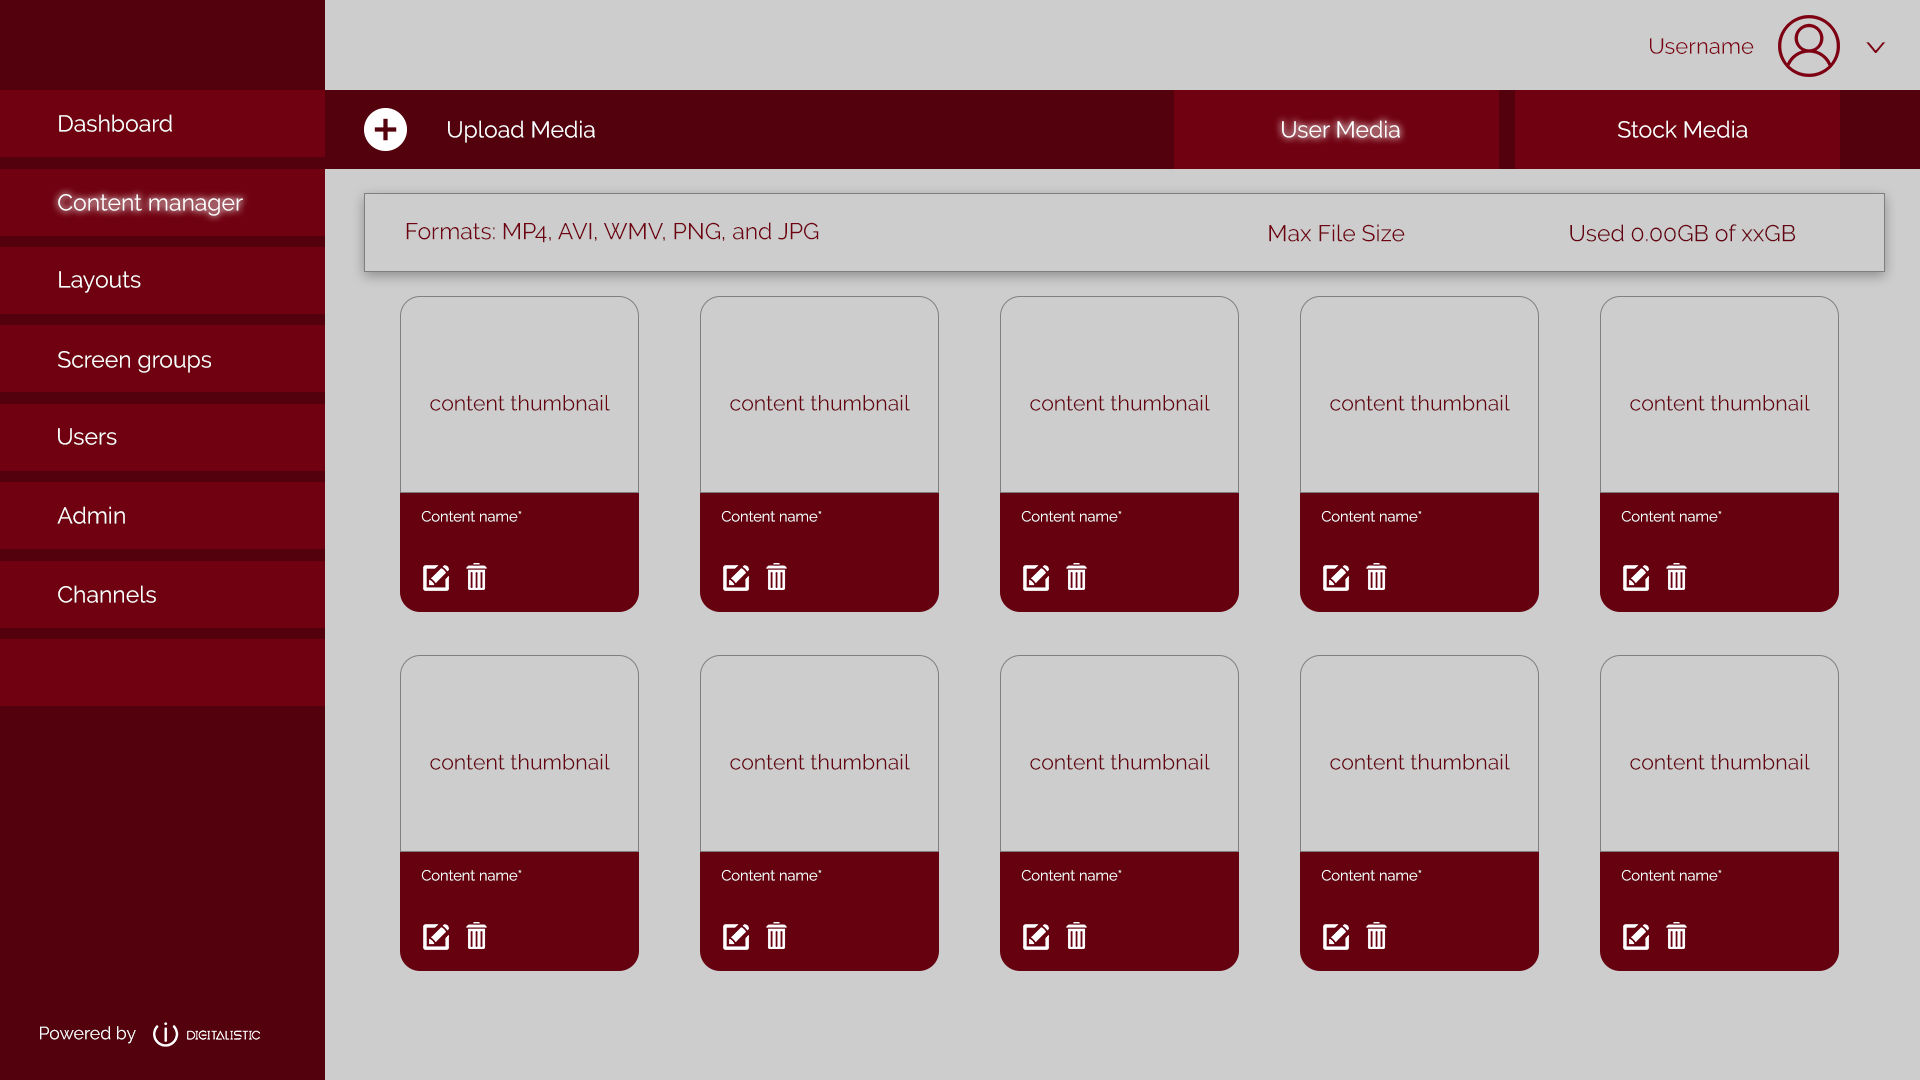 Username
Dashboard
Content manager
Layouts
Screen groups
Users
Admin
Channels
Powered by DIGITALISTIC
Upload Media
User Media
Stock Media
Formats: MP4, AVI, WMV, PNG, and JPG
Max File Size
Used 0.00GB of xxGB
content thumbnail
content thumbnail
content thumbnail
content thumbnail
content thumbnail
Content name*
Content name*
Content name*
Content name*
Content name*
content thumbnail
content thumbnail
content thumbnail
content thumbnail
content thumbnail
Content name*
Content name*
Content name*
Content name*
Content name*